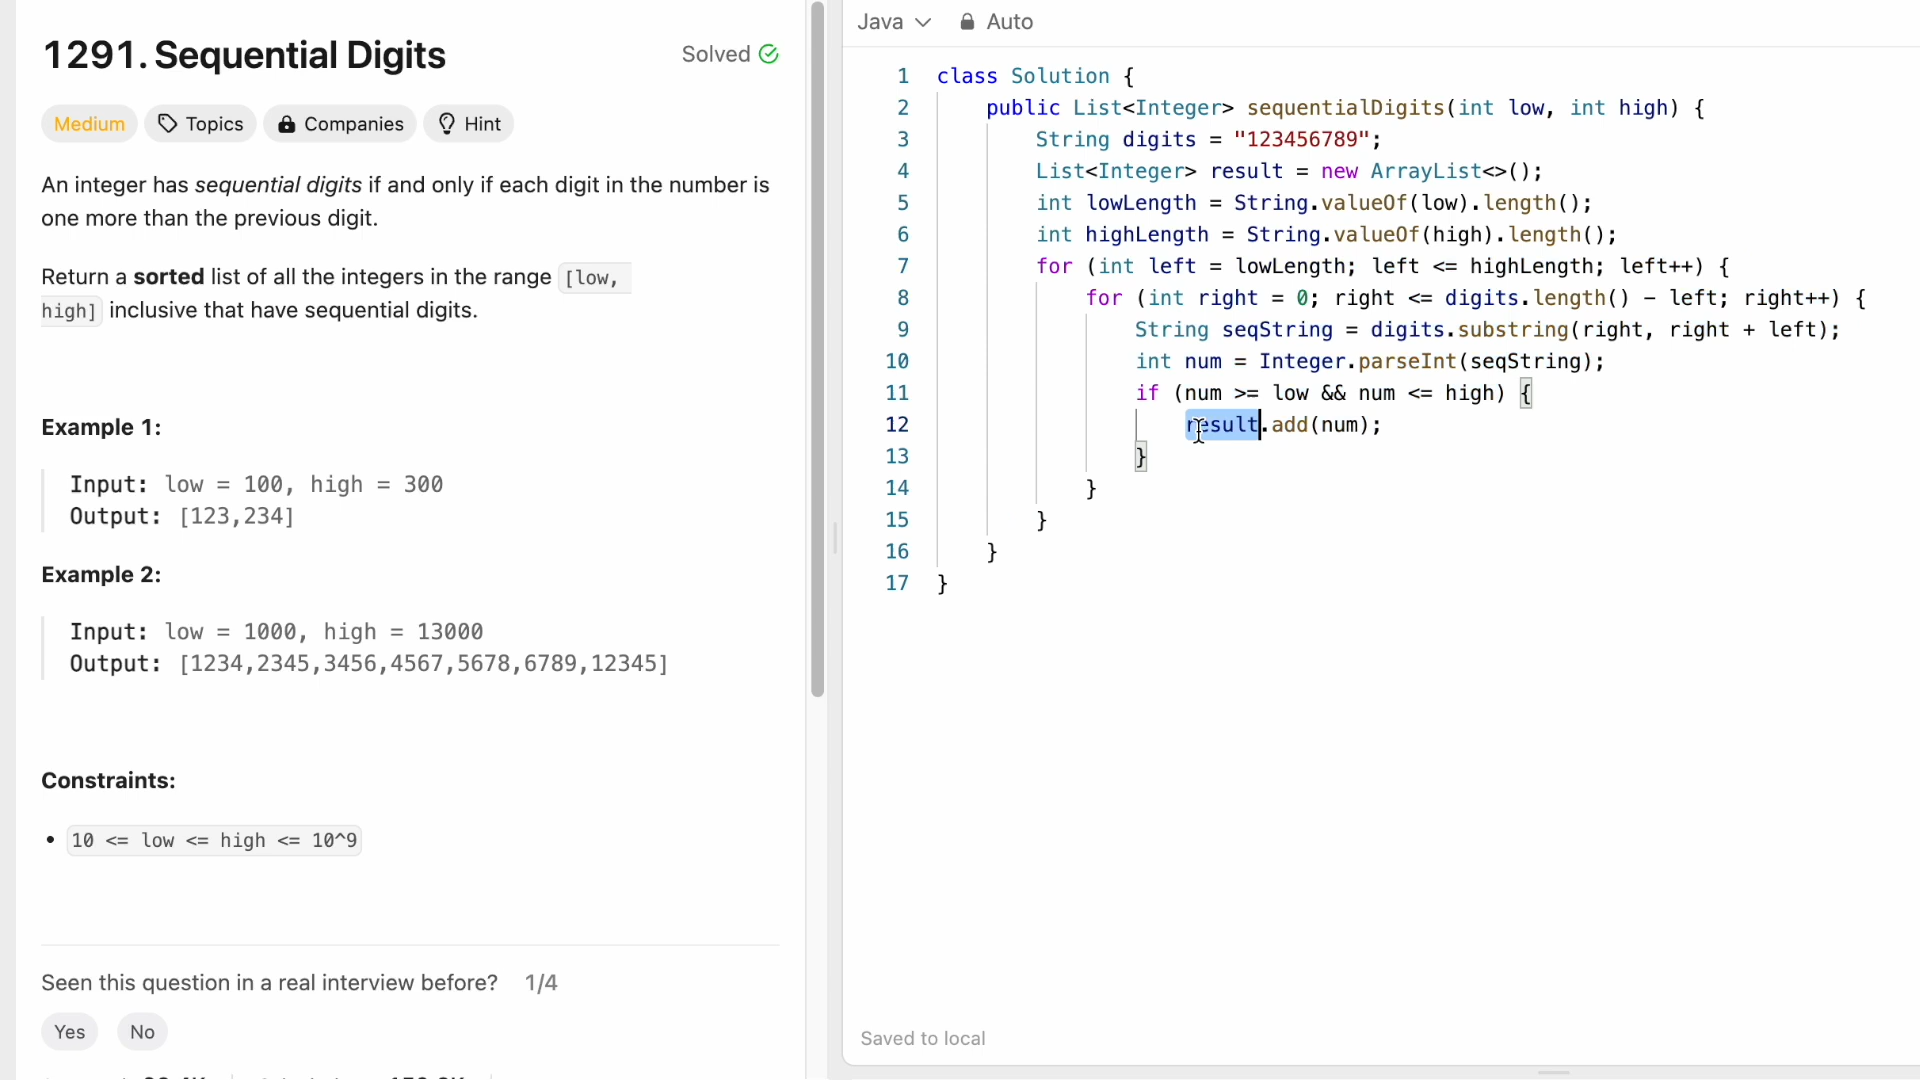 1291. Sequential Digits
Solved
Medium
Topics
Companies
Hint
An integer has sequential digits if and only if each digit in the number is
one more than the previous digit.
Return a sorted list of all the integers in the range [low,
high] inclusive that have sequential digits.
Example 1:
Input: low = 100, high = 300
Output: [123,234]
Example 2:
Input: low = 1000, high = 13000
Output: [1234,2345,3456,4567,5678,6789,12345]
Constraints:
• 10 <= low <= high <= 10^9
Seen this question in a real interview before? 1/4
Yes
No
Java
Auto
1 class Solution {
2 public List<Integer> sequentialDigits(int low, int high) {
3 String digits = "123456789";
4 List<Integer> result = new ArrayList<>();
5 int lowLength = String.valueOf(low).length();
6 int highLength = String.valueOf(high).length();
7 for (int left = lowLength; left <= highLength; left++) {
8 for (int right = 0; right <= digits.length() - left; right++) {
9 String seqString = digits.substring(right, right + left);
10 int num = Integer.parseInt(seqString);
11 if (num >= low && num <= high) {
12 result.add(num);
13 }
14 }
15 }
16 }
17 }
Saved to local